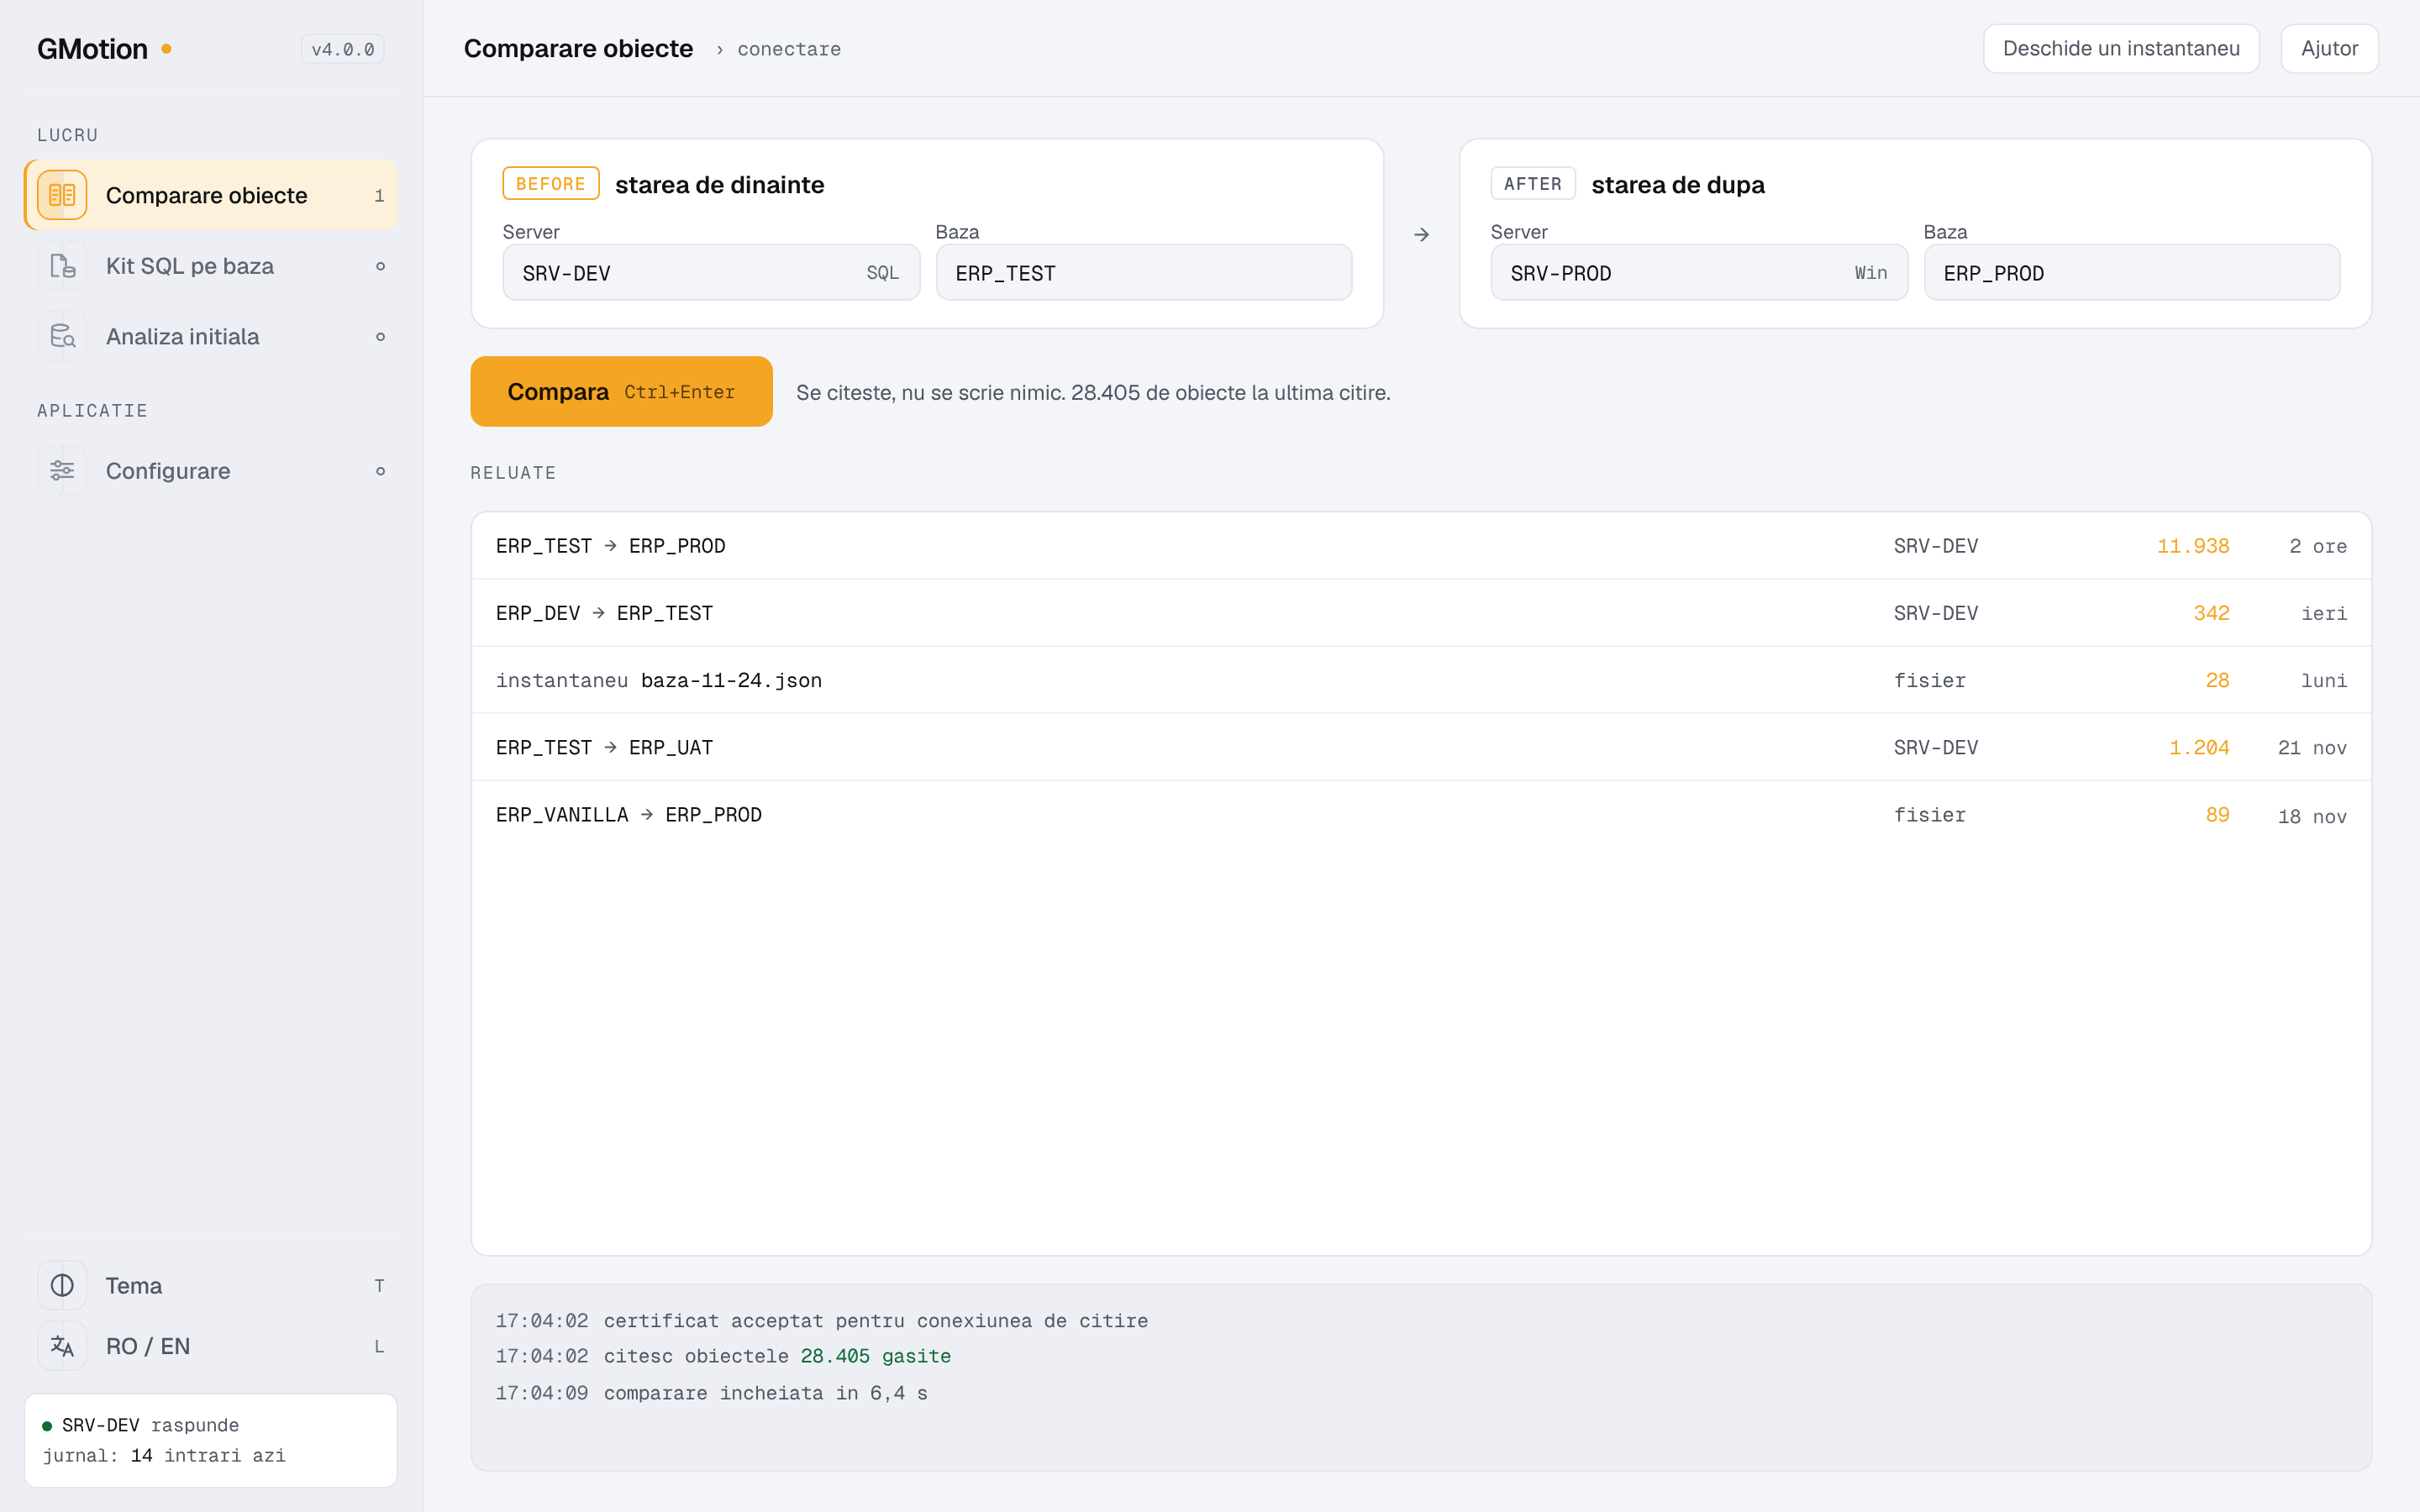 GMotion
v4.0.0
LUCRU
Comparare obiecte 1
Kit SQL pe baza
Analiza initiala
APLICATIE
Configurare
Tema T
RO / EN L
SRV-DEV raspunde
jurnal: 14 intrari azi
Comparare obiecte › conectare
Deschide un instantaneu
Ajutor
BEFORE starea de dinainte
Server
SRV-DEV SQL
Baza
ERP_TEST
→
AFTER starea de dupa
Server
SRV-PROD Win
Baza
ERP_PROD
Compara Ctrl+Enter
Se citeste, nu se scrie nimic. 28.405 de obiecte la ultima citire.
RELUATE
ERP_TEST → ERP_PROD SRV-DEV 11.938 2 ore
ERP_DEV → ERP_TEST SRV-DEV 342 ieri
instantaneu baza-11-24.json fisier 28 luni
ERP_TEST → ERP_UAT SRV-DEV 1.204 21 nov
ERP_VANILLA → ERP_PROD fisier 89 18 nov
17:04:02 certificat acceptat pentru conexiunea de citire
17:04:02 citesc obiectele 28.405 gasite
17:04:09 comparare incheiata in 6,4 s